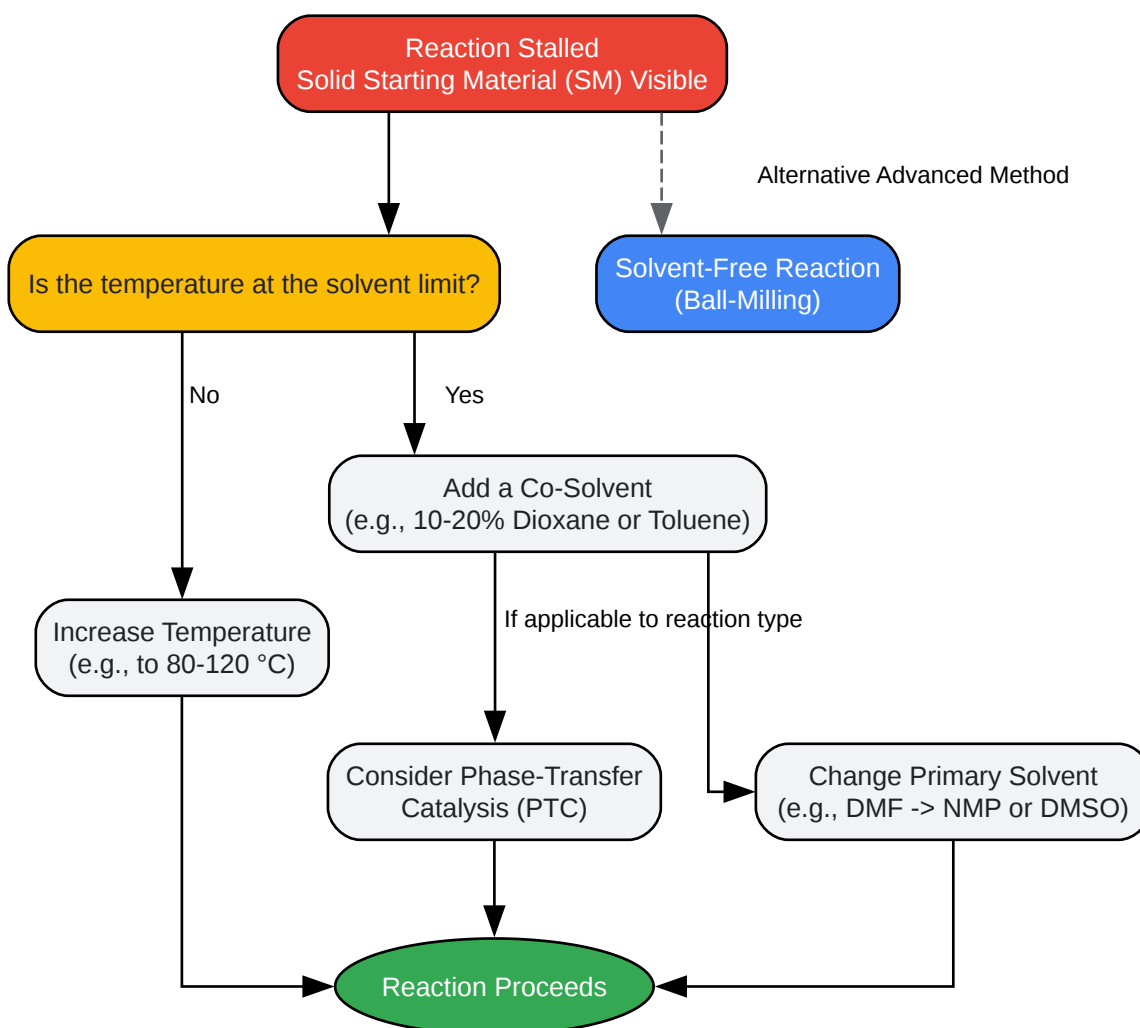 Reaction Stalled
Solid Starting Material (SM) Visible
Alternative Advanced Method
Is the temperature at the solvent limit?
Solvent-Free Reaction
(Ball-Milling)
No
Yes
Add a Co-Solvent
(e.g., 10-20% Dioxane or Toluene)
If applicable to reaction type
Increase Temperature
(e.g., to 80-120 °C)
Consider Phase-Transfer
Catalysis (PTC)
Change Primary Solvent
(e.g., DMF -> NMP or DMSO)
Reaction Proceeds